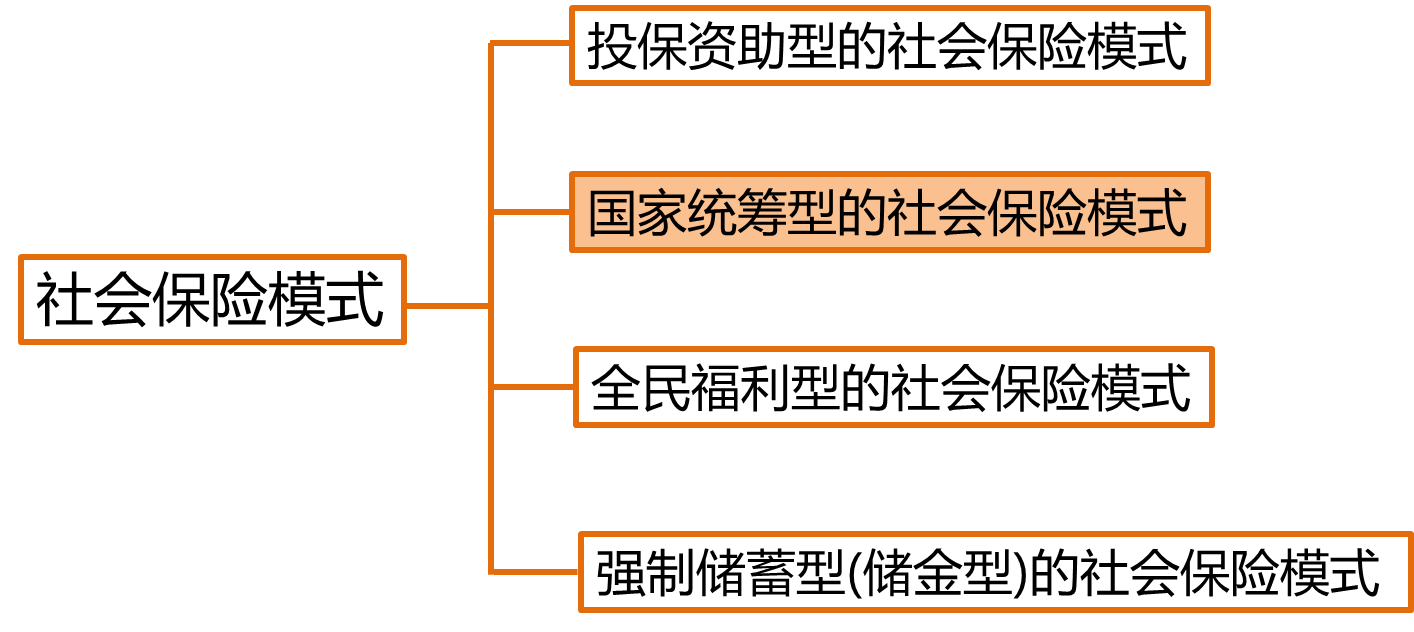 投保资助型的社会保险模式
国家统筹型的社会保险模式
社会保险模式
全民福利型的社会保险模式
强制储蓄型(储金型)的社会保险模式